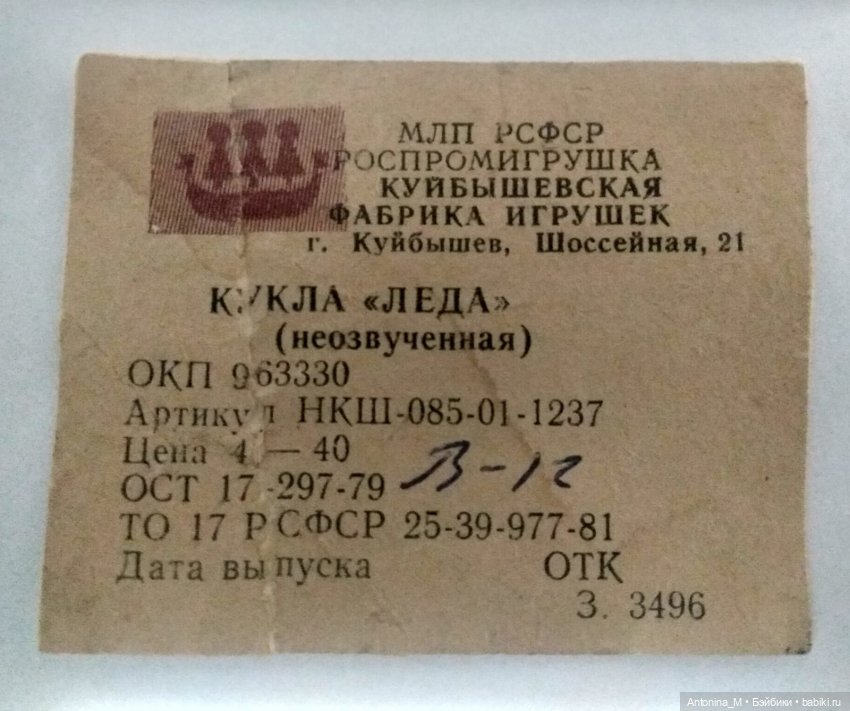 МЛП РСФСР
РОСПРОМИГРУШКА
КУЙБЫШЕВСКАЯ
ФАБРИКА ИГРУШЕК
г. Куйбышев, Шоссейная, 21
КУКЛА «ЛЕДА»
(неозвученная)
ОКП 963330
Артикул НКШ-085-01-1237
Цена 4 — 40
ОСТ 17-297-79
ТО 17 РСФСР 25-39-977-81
Дата выпуска ОТК
З. 3496
Antonina_M • Бэйбики • babiki.ru